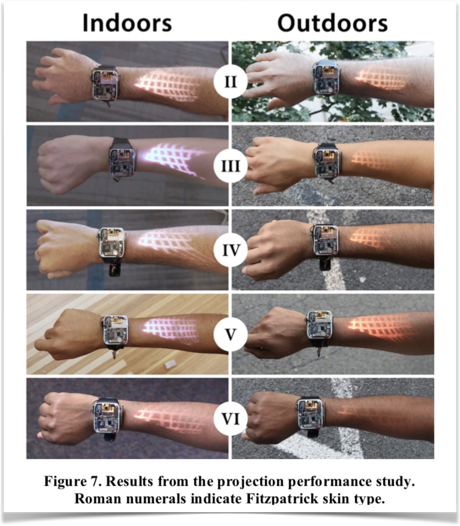 Indoors Outdoors
II
III
IV
V
VI
Figure 7. Results from the projection performance study.
Roman numerals indicate Fitzpatrick skin type.